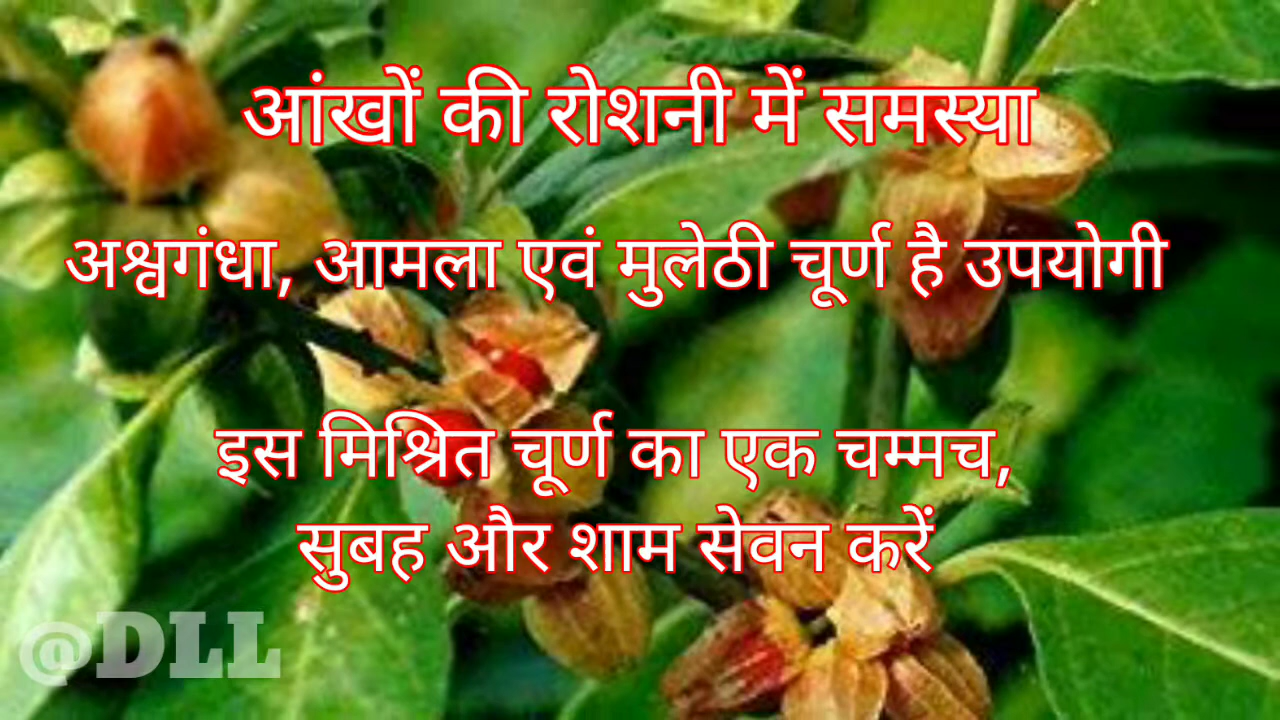 आंखों की रोशनी में समस्या
अश्वगंधा, आमला एवं मुलेठी चूर्ण है उपयोगी
इस मिश्रित चूर्ण का एक चम्मच,
सुबह और शाम सेवन करें
@DLL